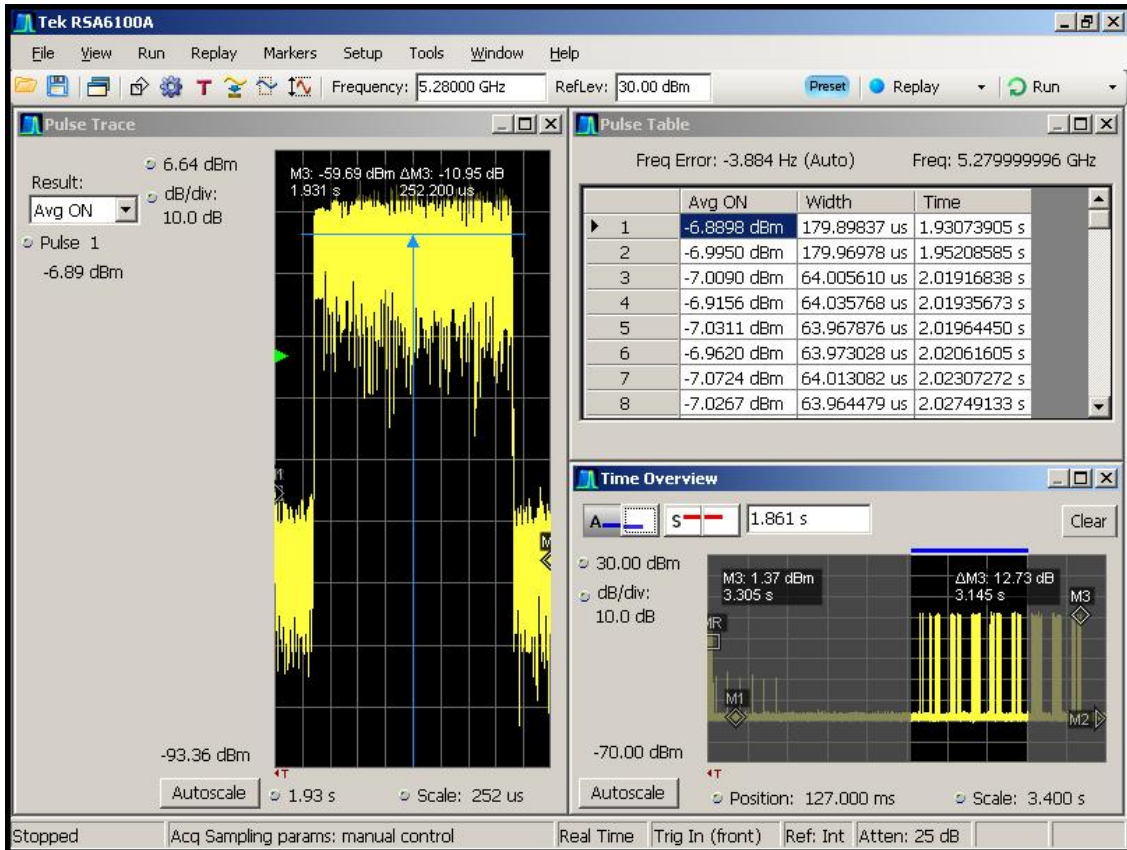 Tek RSA6100A
File View Run Replay Markers Setup Tools Window Help
Frequency: 5.28000 GHz RefLev: 30.00 dBm Preset Replay Run
Pulse Trace
Result:
Avg ON
Pulse 1
-6.89 dBm
6.64 dBm
dB/div:
10.0 dB
M3: -59.69 dBm ΔM3: -10.95 dB
1.931 s 252.200 us
-93.36 dBm
T
Autoscale 1.93 s Scale: 252 us
Pulse Table
Freq Error: -3.884 Hz (Auto) Freq: 5.279999996 GHz
Avg ON Width Time
1 -6.8898 dBm 179.89837 us 1.93073905 s
2 -6.9950 dBm 179.96978 us 1.95208585 s
3 -7.0090 dBm 64.005610 us 2.01916838 s
4 -6.9156 dBm 64.035768 us 2.01935673 s
5 -7.0311 dBm 63.967876 us 2.01964450 s
6 -6.9620 dBm 63.973028 us 2.02061605 s
7 -7.0724 dBm 64.013082 us 2.02307272 s
8 -7.0267 dBm 63.964479 us 2.02749133 s
Time Overview
A S 1.861 s Clear
30.00 dBm
dB/div:
10.0 dB
M3: 1.37 dBm ΔM3: 12.73 dB
3.305 s 3.145 s M3
MR
M1
M2
-70.00 dBm
T
Autoscale Position: 127.000 ms Scale: 3.400 s
Stopped Acq Sampling params: manual control Real Time Trig In (front) Ref: Int Atten: 25 dB